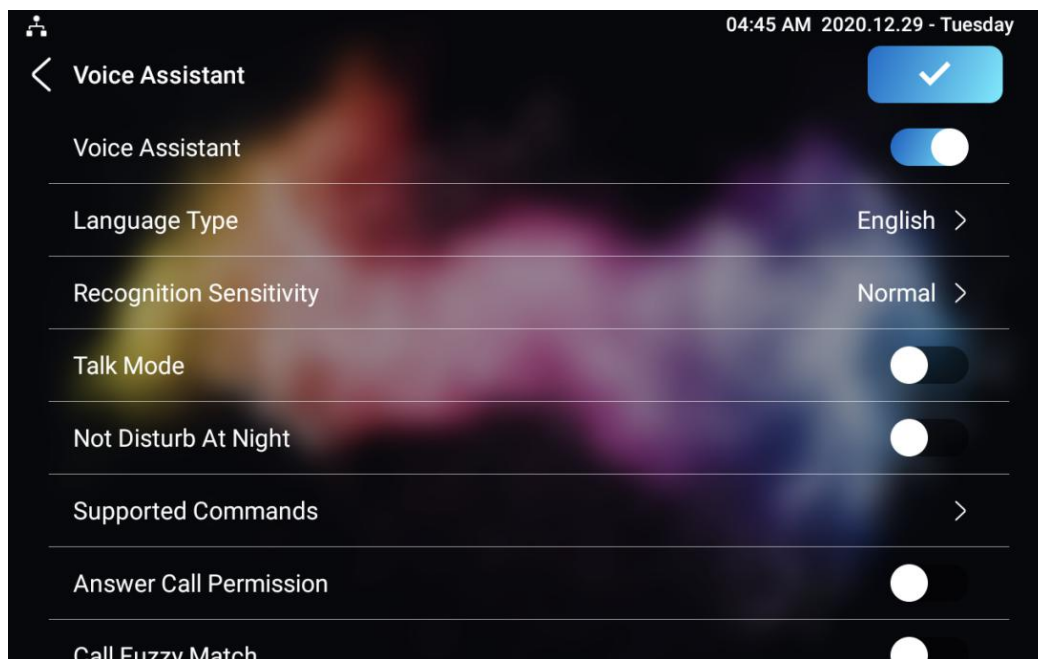 04:45 AM 2020.12.29 - Tuesday
Voice Assistant
Voice Assistant
Language Type English
Recognition Sensitivity Normal
Talk Mode
Not Disturb At Night
Supported Commands
Answer Call Permission
Call Fuzzy Match